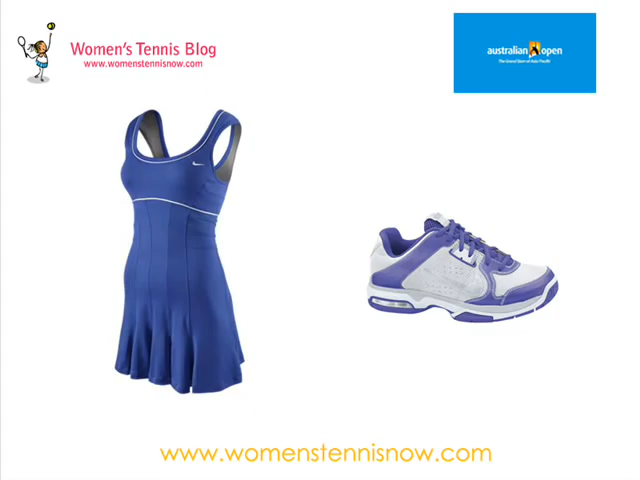 Women's Tennis Blog
www.womenstennisnow.com
australian open
The Grand Slam of Asia/Pacific
www.womenstennisnow.com